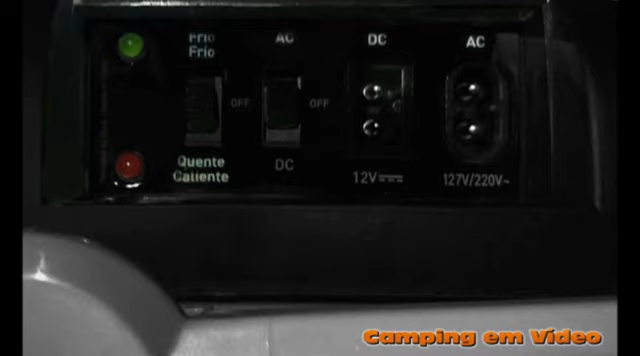 Frio
Frio
AC
DC
AC
OFF
OFF
Quente
Caliente
DC
12V
127V/220V~
Camping em Vídeo